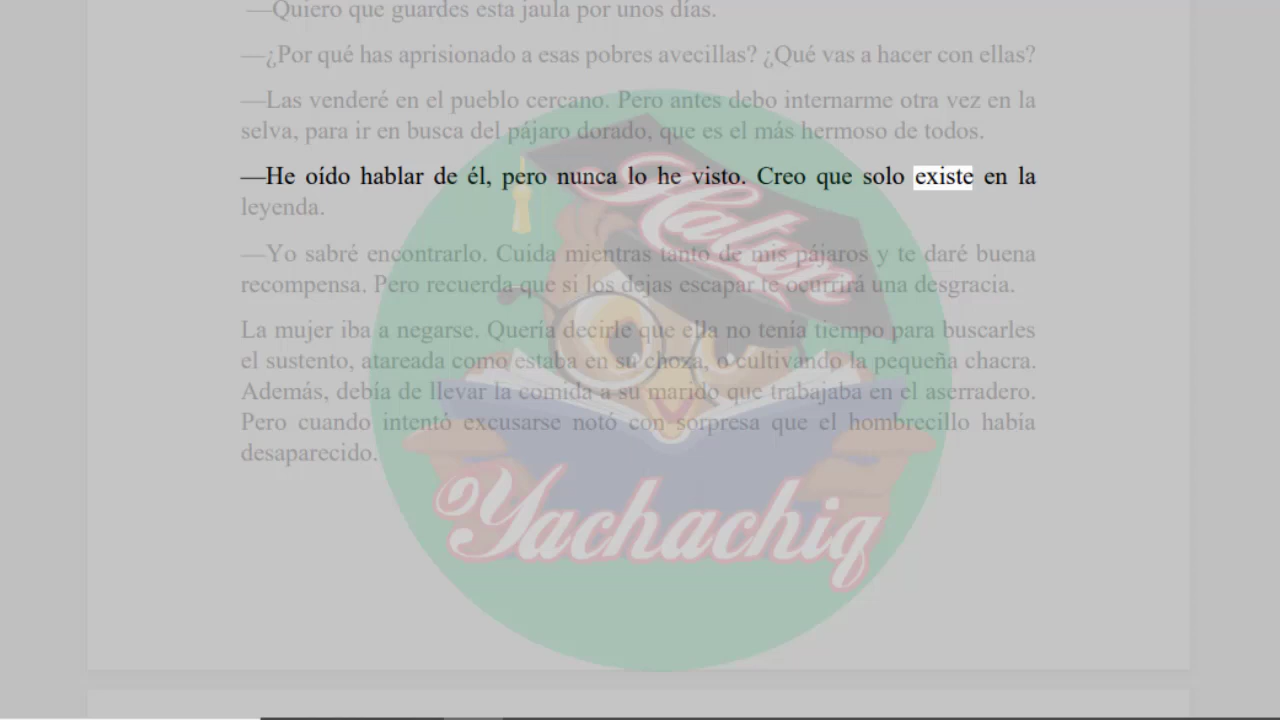 —Quiero que guardes esta jaula por unos días.
—¿Por qué has aprisionado a esas pobres avecillas? ¿Qué vas a hacer con ellas?
—Las venderé en el pueblo cercano. Pero antes debo internarme otra vez en la
selva, para ir en busca del pájaro dorado, que es el más hermoso de todos.
—He oído hablar de él, pero nunca lo he visto. Creo que solo existe en la
leyenda.
—Yo sabré encontrarlo. Cuida mientras tanto de mis pájaros y te daré buena
recompensa. Pero recuerda que si los dejas escapar te ocurrirá una desgracia.
La mujer iba a negarse. Quería decirle que ella no tenía tiempo para buscarles
el sustento, atareada como estaba en su choza, o cultivando la pequeña chacra.
Además, debía de llevar la comida a su marido que trabajaba en el aserradero.
Pero cuando intentó excusarse notó con sorpresa que el hombrecillo había
desaparecido.
Hatun
Yachachiq